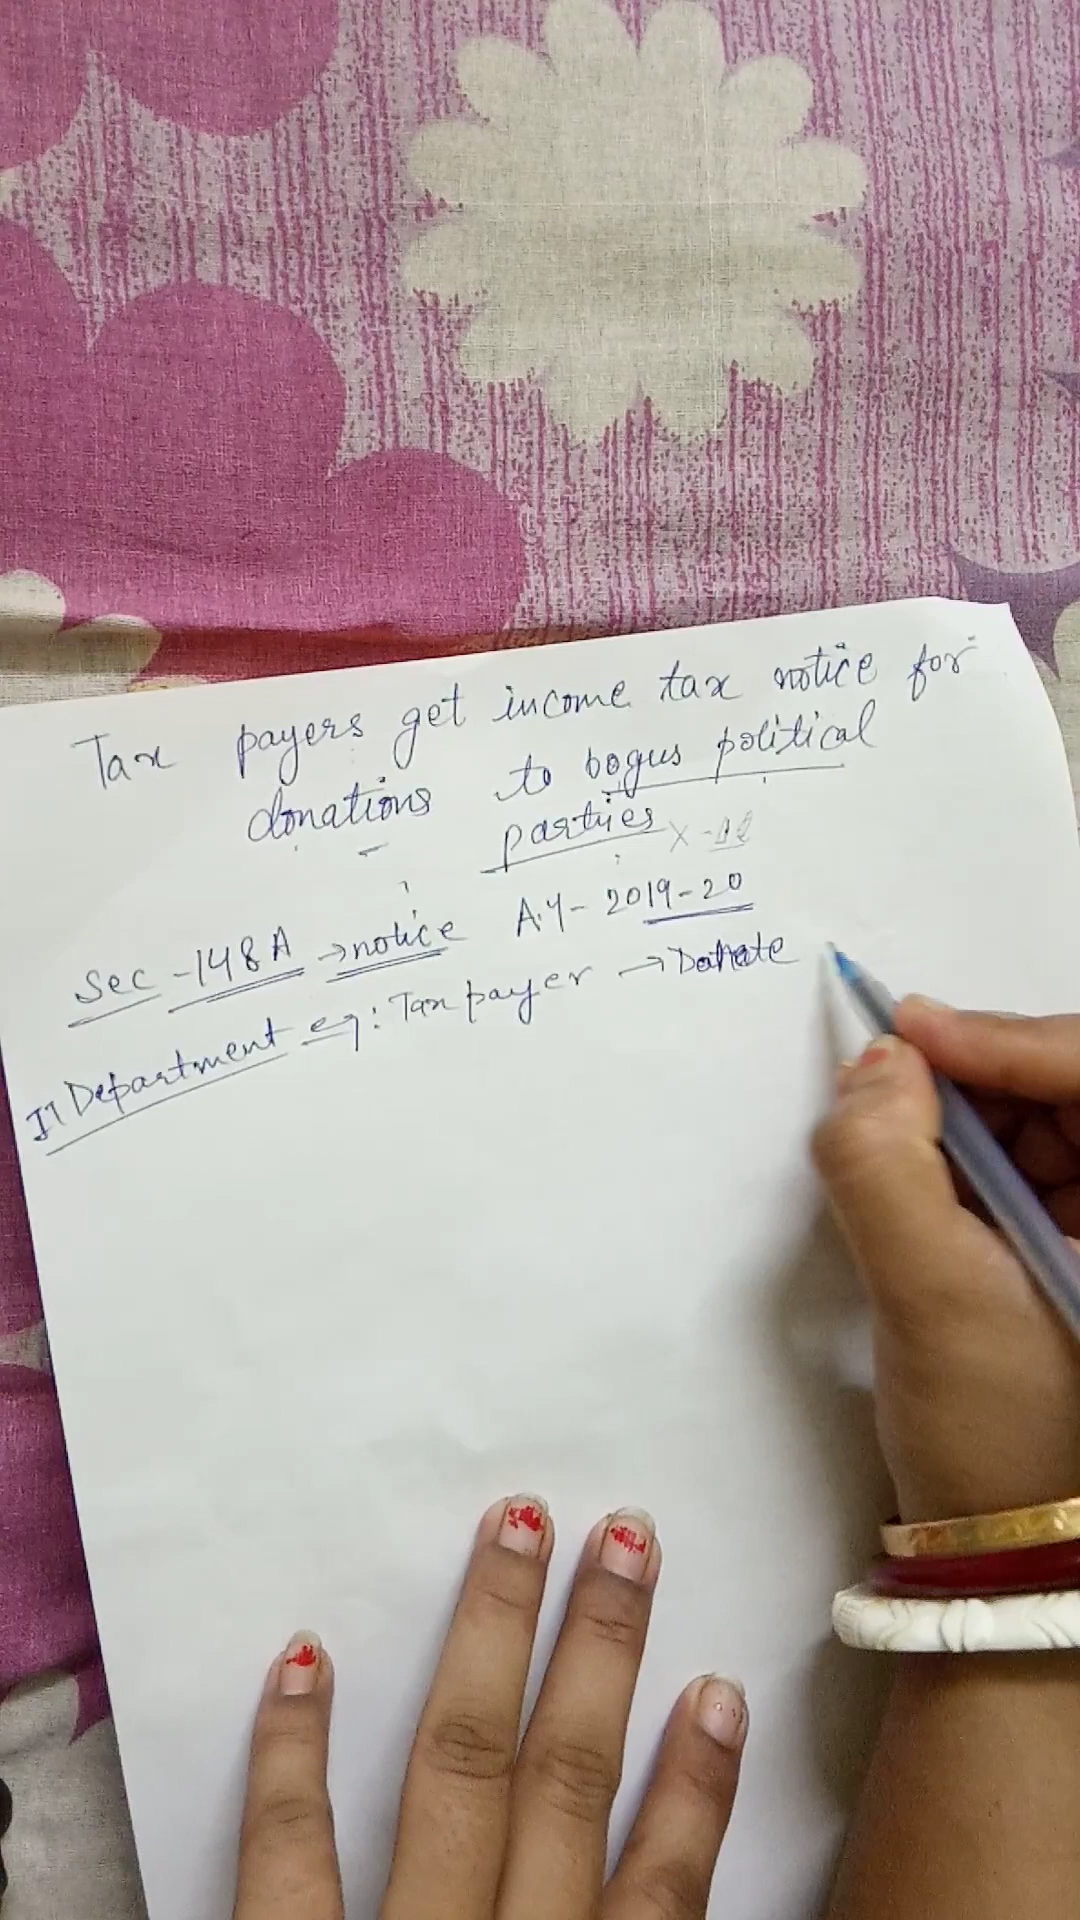 Tax payers get income tax notice for
donations to bogus political
parties
Sec - 148A → notice A.Y - 2019-20
IT Department eg: Tax payer → Donate